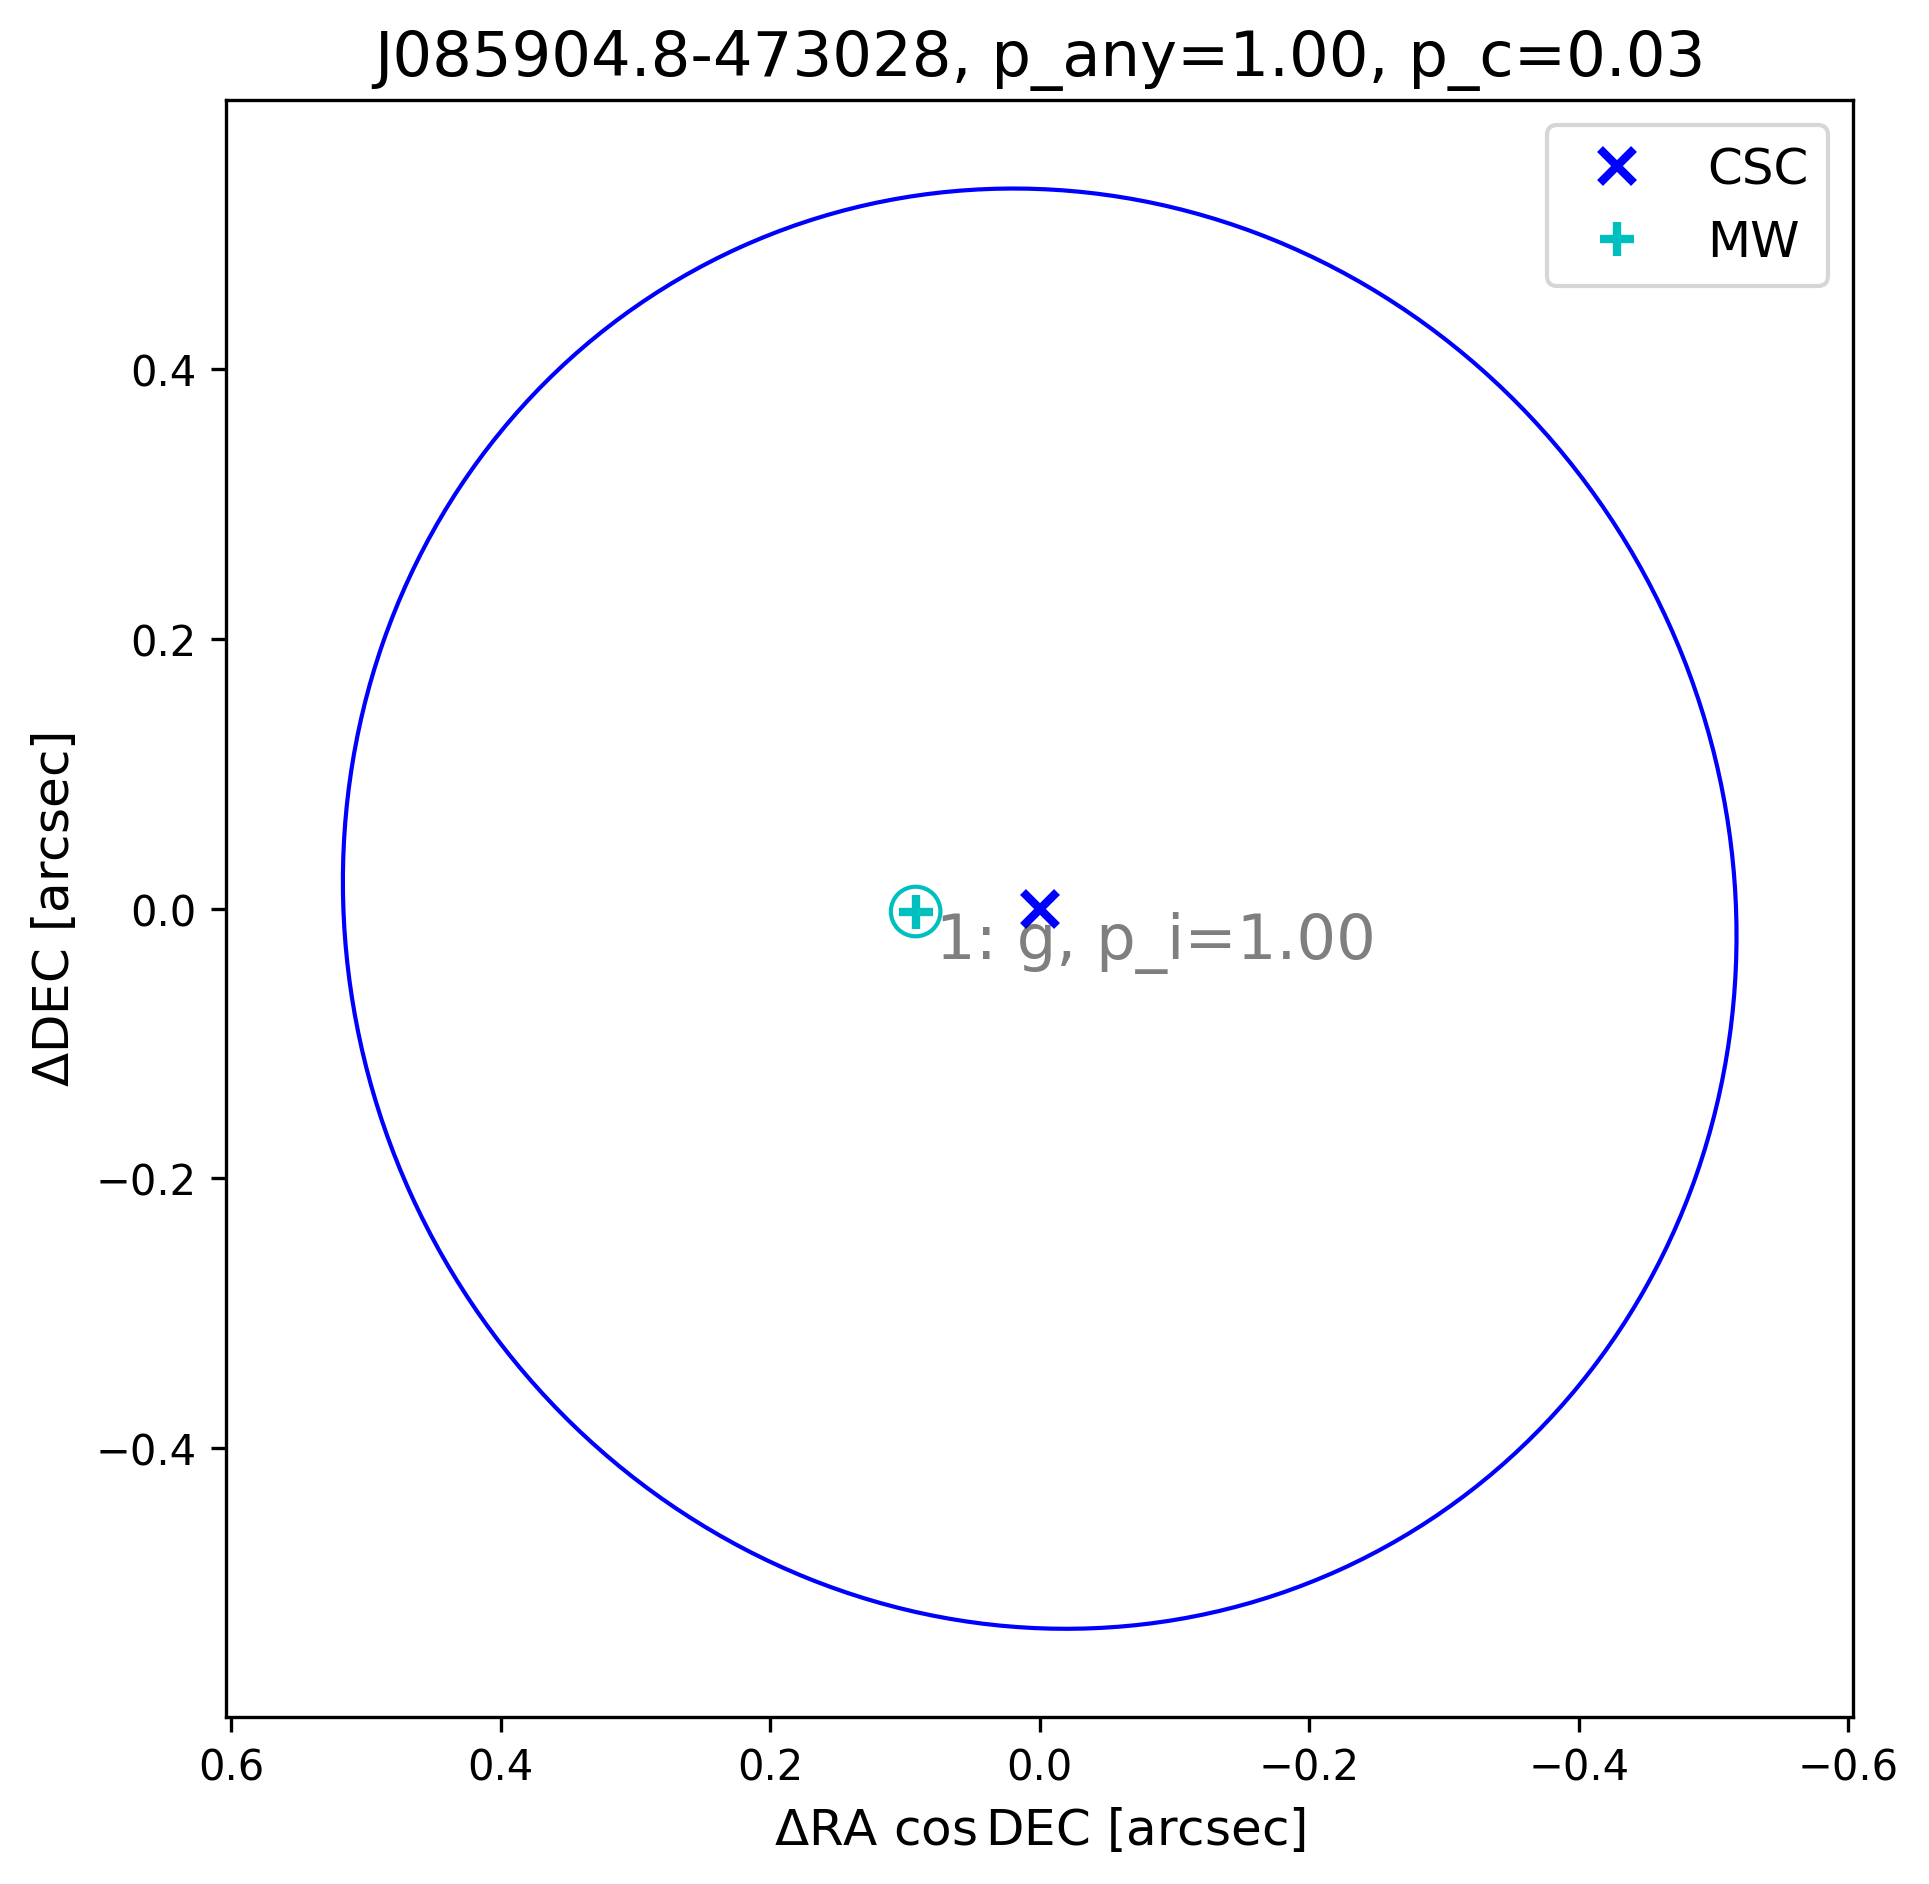 J085904.8-473028, p_any=1.00, p_c=0.03
CSC
MW
0.4
0.2
0.0
−0.2
−0.4
ΔDEC [arcsec]
1: g, p_i=1.00
0.6
0.4
0.2
0.0
−0.2
−0.4
−0.6
ΔRA cos DEC [arcsec]